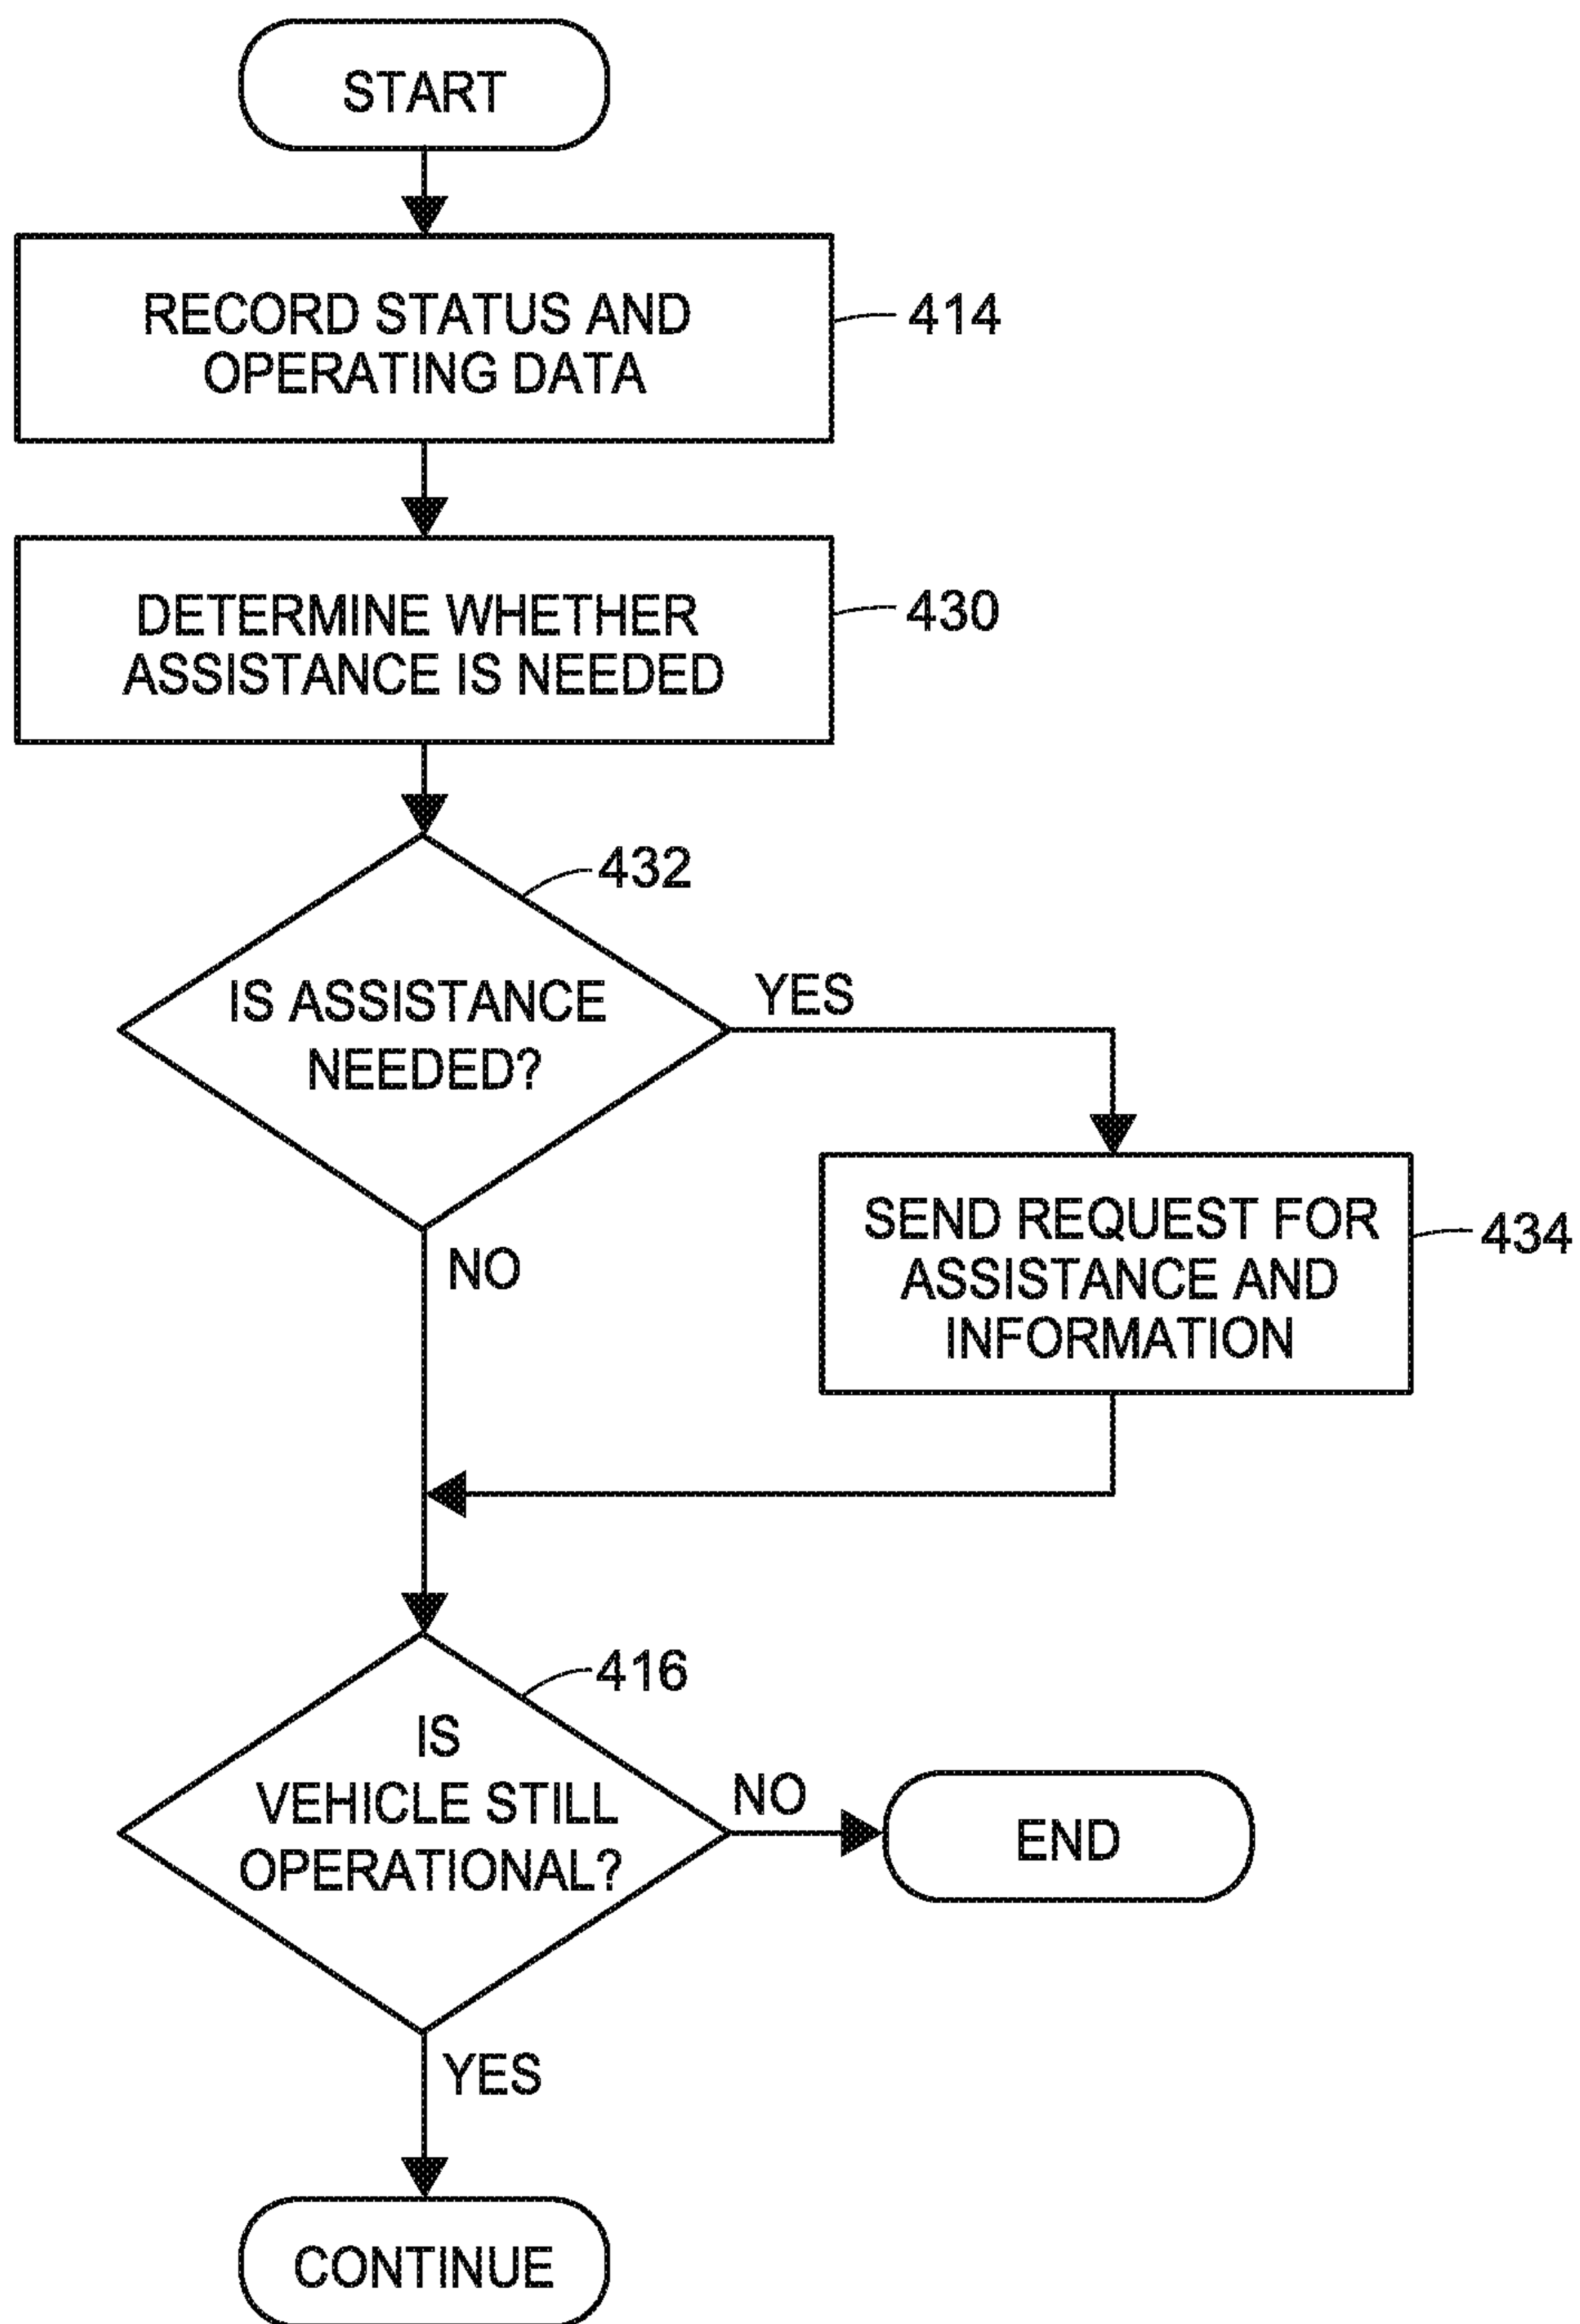 START
RECORD STATUS AND
OPERATING DATA
414
DETERMINE WHETHER
ASSISTANCE IS NEEDED
430
432
IS ASSISTANCE
NEEDED?
YES
NO
SEND REQUEST FOR
ASSISTANCE AND
INFORMATION
434
416
IS
VEHICLE STILL
OPERATIONAL?
NO
END
YES
CONTINUE